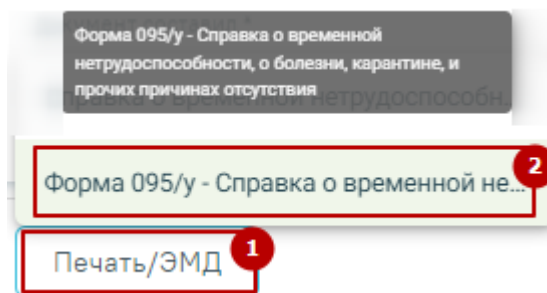 Форма 095/у - Справка о временной
нетрудоспособности, о болезни, карантине, и
прочих причинах отсутствия
Форма 095/у - Справка о временной не...
2
Печать/ЭМД
1